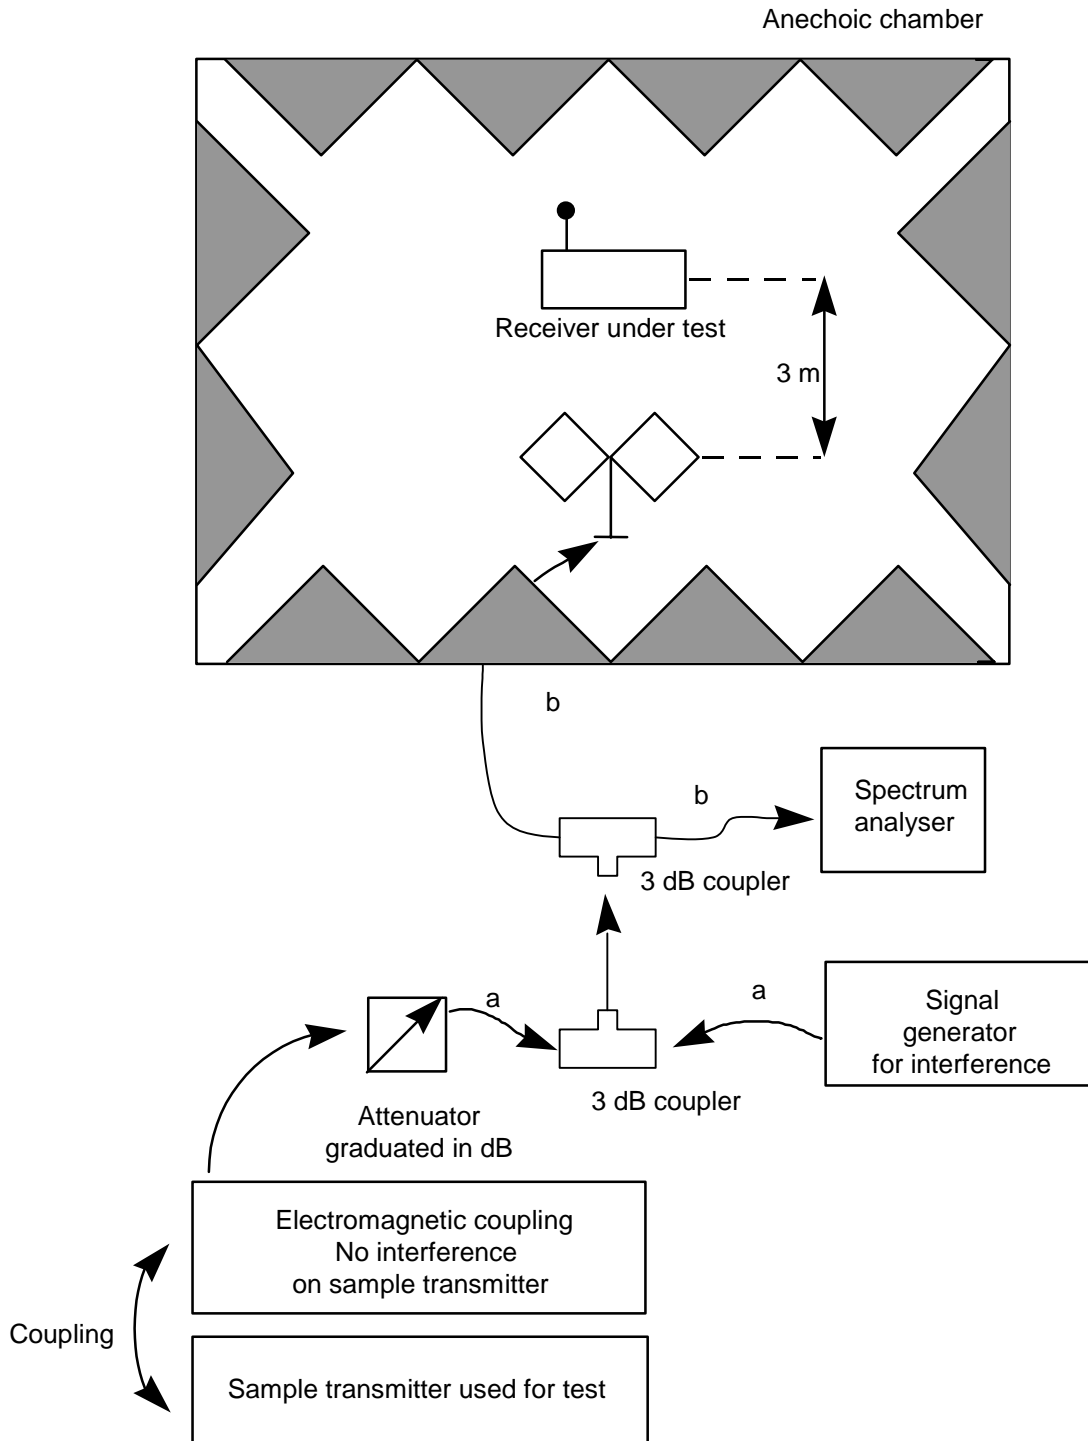 Anechoic chamber
Receiver under test
3 m
b
b
Spectrum
analyser
3 dB coupler
a
a
Signal
generator
for interference
3 dB coupler
Attenuator
graduated in dB
Electromagnetic coupling
No interference
on sample transmitter
Coupling
Sample transmitter used for test